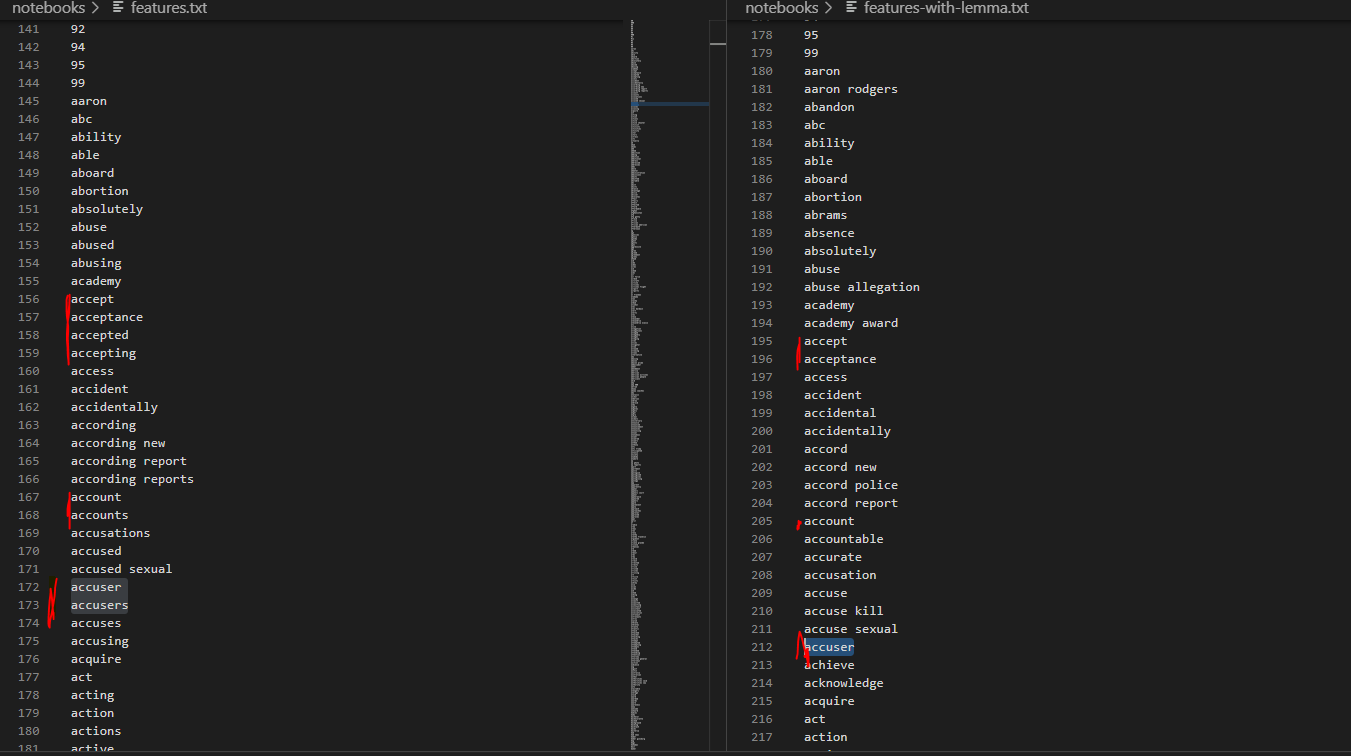 notebooks > features.txt
141 92
142 94
143 95
144 99
145 aaron
146 abc
147 ability
148 able
149 aboard
150 abortion
151 absolutely
152 abuse
153 abused
154 abusing
155 academy
156 accept
157 acceptance
158 accepted
159 accepting
160 access
161 accident
162 accidentally
163 according
164 according new
165 according report
166 according reports
167 account
168 accounts
169 accusations
170 accused
171 accused sexual
172 accuser
173 accusers
174 accuses
175 accusing
176 acquire
177 act
178 acting
179 action
180 actions
181 active
notebooks > features-with-lemma.txt
178 95
179 99
180 aaron
181 aaron rodgers
182 abandon
183 abc
184 ability
185 able
186 aboard
187 abortion
188 abrams
189 absence
190 absolutely
191 abuse
192 abuse allegation
193 academy
194 academy award
195 accept
196 acceptance
197 access
198 accident
199 accidental
200 accidentally
201 accord
202 accord new
203 accord police
204 accord report
205 account
206 accountable
207 accurate
208 accusation
209 accuse
210 accuse kill
211 accuse sexual
212 accuser
213 achieve
214 acknowledge
215 acquire
216 act
217 action